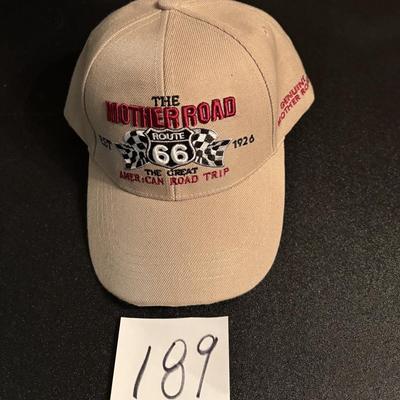 THE
MOTHER ROAD
EST 1926
ROUTE
66
THE GREAT
AMERICAN ROAD TRIP
GENUINE
MOTHER ROAD
189